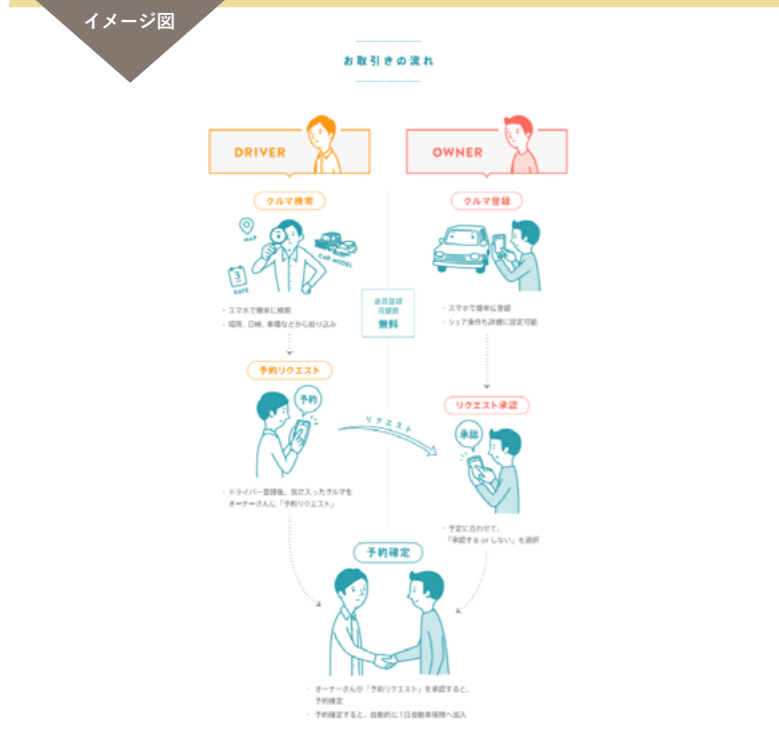 イメージ図
お取引きの流れ
DRIVER
OWNER
クルマ検索
MAP
CAR MODEL
3
DATE
・スマホで簡単に検索
・場所、日時、車種などから絞り込み
クルマ登録
・スマホで簡単に登録
・シェア条件も詳細に設定可能
会員登録
月額費
無料
予約リクエスト
予約
リクエスト
・ドライバー登録後、気に入ったクルマを
オーナーさんに「予約リクエスト」
リクエスト承認
承認
・予定に合わせて、
「承認する or しない」を選択
予約確定
・オーナーさんが「予約リクエスト」を承認すると、
予約確定
・予約確定すると、自動的に1日自動車保険へ加入